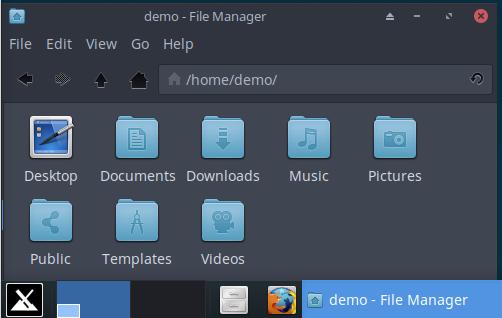 demo - File Manager
File Edit View Go Help
/home/demo/
Desktop Documents Downloads Music Pictures
Public Templates Videos
demo - File Manager